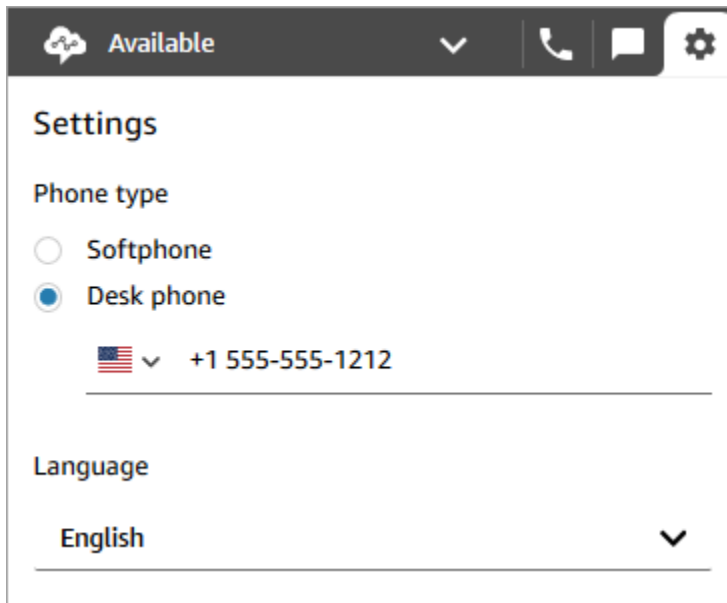 Available
Settings
Phone type
Softphone
Desk phone
+1 555-555-1212
Language
English